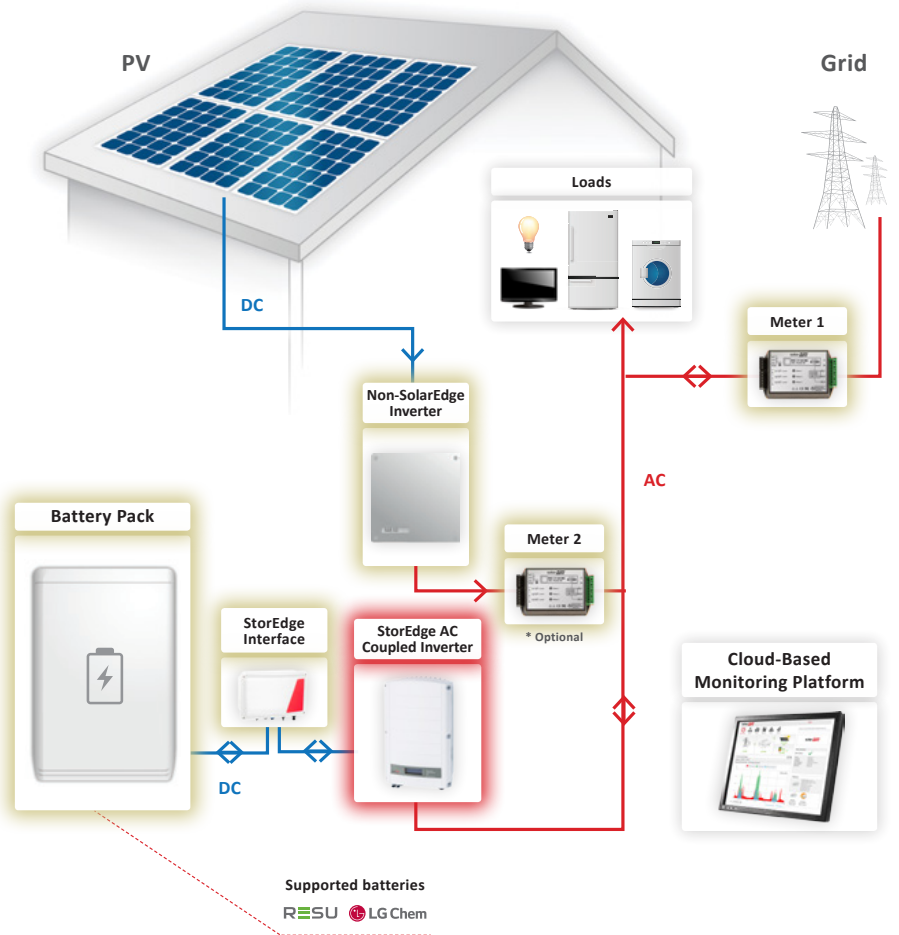 PV
Grid
Loads
DC
Meter 1
Non-SolarEdge
Inverter
AC
Battery Pack
Meter 2
* Optional
StorEdge
Interface
StorEdge AC
Coupled Inverter
Cloud-Based
Monitoring Platform
DC
Supported batteries
RESU LG Chem